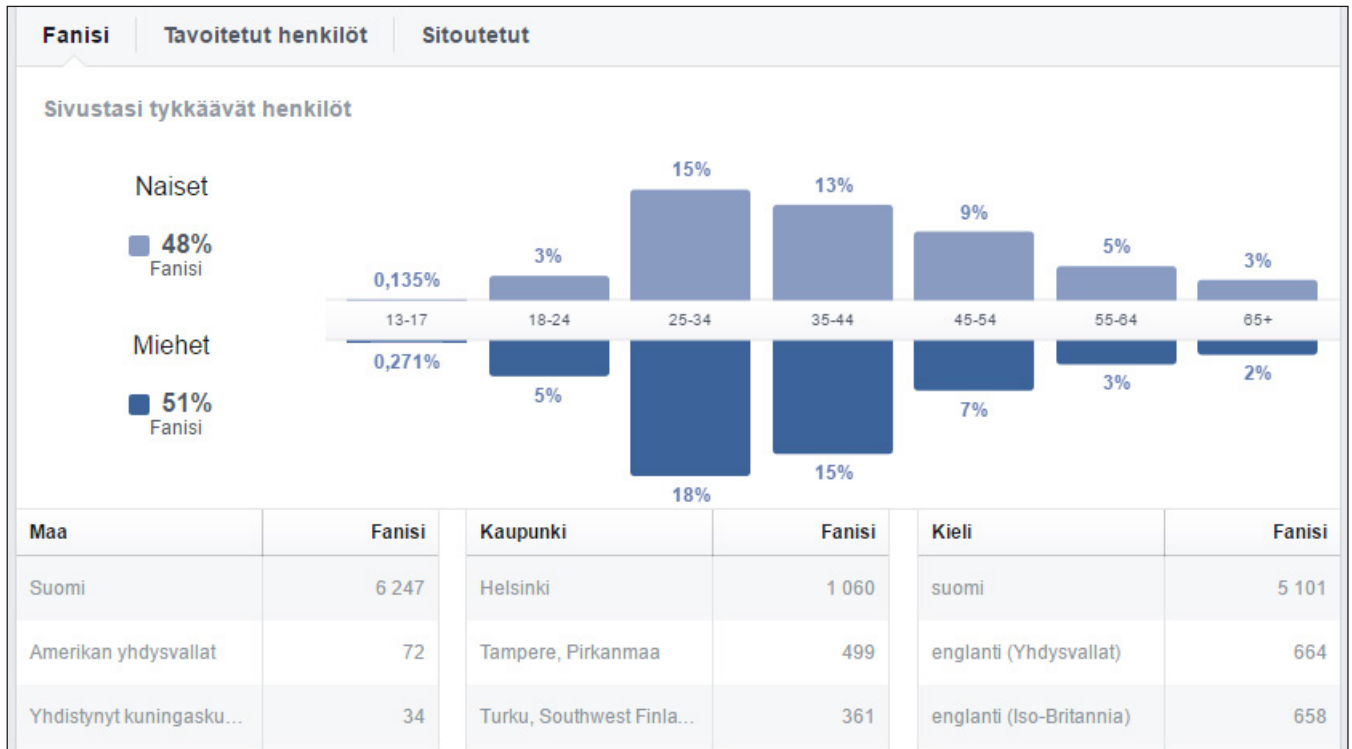 Fanisi Tavoitetut henkilöt Sitoutetut
Sivustasi tykkäävät henkilöt
Naiset
48%
Fanisi
Miehet
51%
Fanisi
0,135% 3% 15% 13% 9% 5% 3%
13-17 18-24 25-34 35-44 45-54 55-64 65+
0,271% 5% 18% 15% 7% 3% 2%
Maa Fanisi Kaupunki Fanisi Kieli Fanisi
Suomi 6 247 Helsinki 1 060 suomi 5 101
Amerikan yhdysvallat 72 Tampere, Pirkanmaa 499 englanti (Yhdysvallat) 664
Yhdistynyt kuningasku... 34 Turku, Southwest Finla... 361 englanti (Iso-Britannia) 658